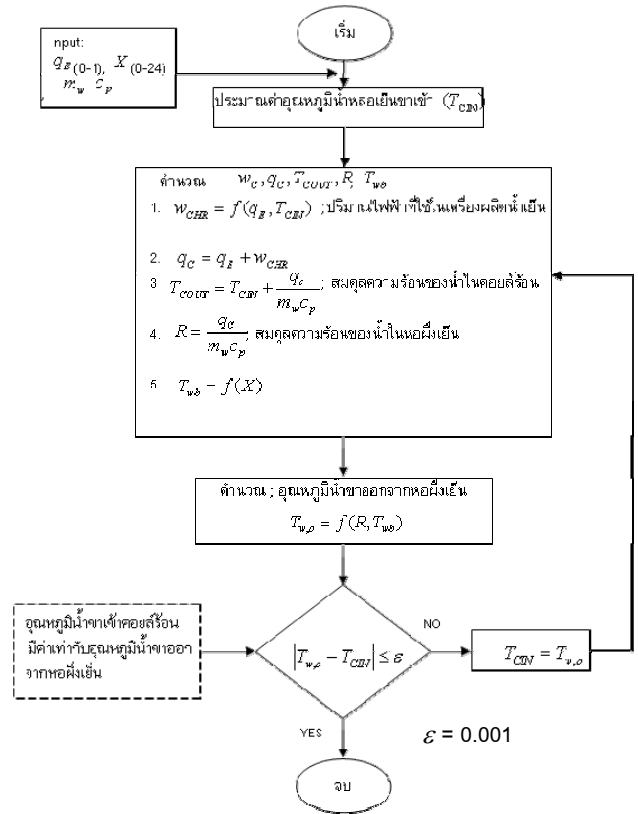 เริ่ม
nput:
q_E (0-1), X (0-24)
m_w c_p
ประมาณค่าอุณหภูมิน้ำหล่อเย็นขาเข้า (T_CIN)
คำนวณ w_C, q_C, T_COUT, R, T_wb
1. w_CHR = f(q_E, T_CIN) ; ปริมาณไฟฟ้าที่ใช้ในเครื่องผลิตน้ำเย็น
2. q_C = q_E + w_CHR
3 T_COUT = T_CIN + q_c / m_w c_p ; สมดุลความร้อนของน้ำในคอยล์ร้อน
4. R = q_C / m_w c_p ; สมดุลความร้อนของน้ำในหอผึ่งเย็น
5. T_wb = f(X)
คำนวณ ; อุณหภูมิน้ำขาออกจากหอผึ่งเย็น
T_w,o = f(R, T_wb)
อุณหภูมิน้ำขาเข้าคอยล์ร้อน
มีค่าเท่ากับอุณหภูมิน้ำขาออก
จากหอผึ่งเย็น
|T_w,o − T_CIN| ≤ ε
NO
T_CIN = T_w,o
YES
ε = 0.001
จบ